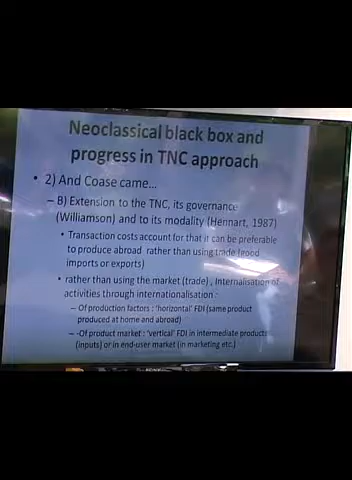 Neoclassical black box and
progress in TNC approach
• 2) And Coase came...
– B) Extension to the TNC, its governance
(Williamson) and to its modality (Hennart, 1987)
• Transaction costs account for that it can be preferable
to produce abroad rather than using trade (good
imports or exports)
• rather than using the market (trade) , Internalisation of
activities through internationalisation :
– Of production factors : 'horizontal' FDI (same product
produced at home and abroad)
– -Of product market : 'vertical' FDI in intermediate products
(inputs) or in end-user market (in marketing etc.)